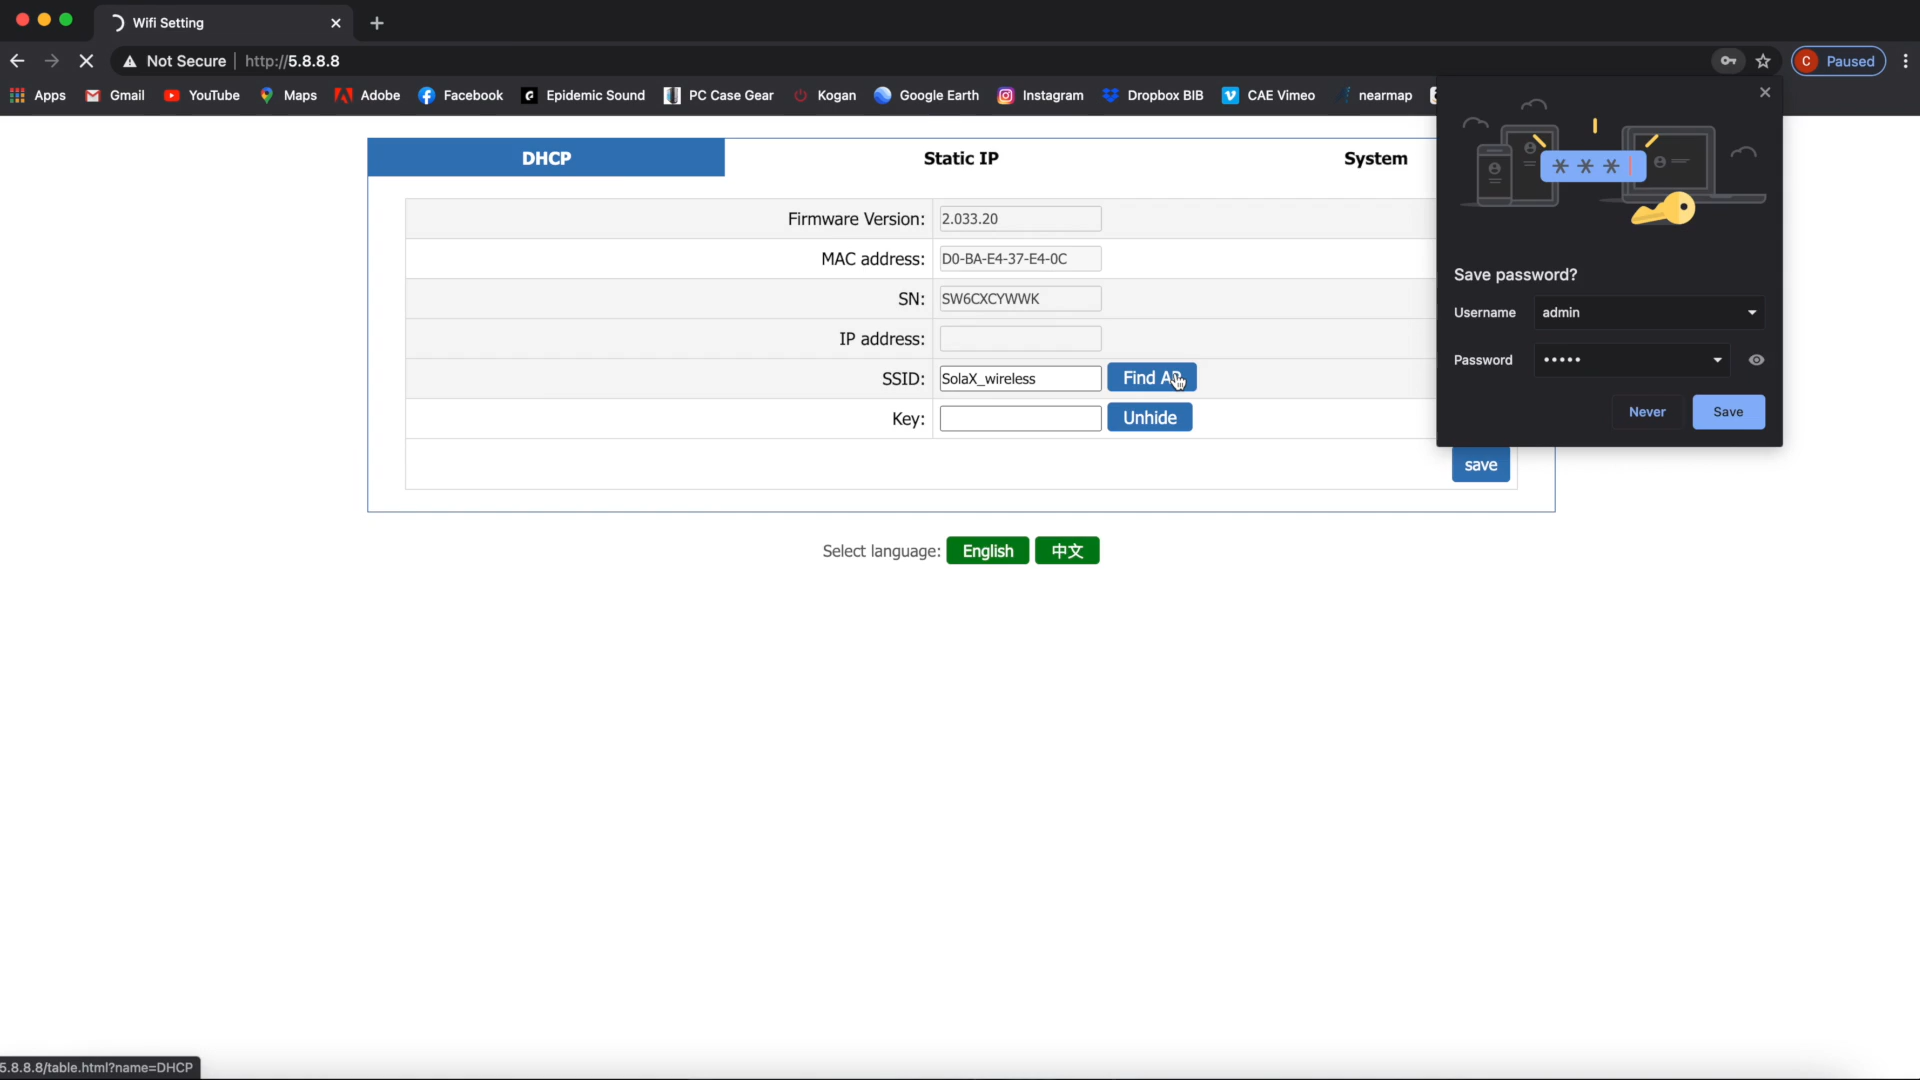 Wifi Setting
Not Secure | http://5.8.8.8
C Paused
Apps Gmail YouTube Maps Adobe Facebook Epidemic Sound PC Case Gear Kogan Google Earth Instagram Dropbox BIB CAE Vimeo nearmap
DHCP Static IP System
Firmware Version: 2.033.20
MAC address: D0-BA-E4-37-E4-0C
SN: SW6CXCYWWK
IP address:
SSID: SolaX_wireless Find AP
Key: Unhide
save
Select language: English 中文
* * *
Save password?
Username admin
Password •••••
Never Save
5.8.8.8/table.html?name=DHCP